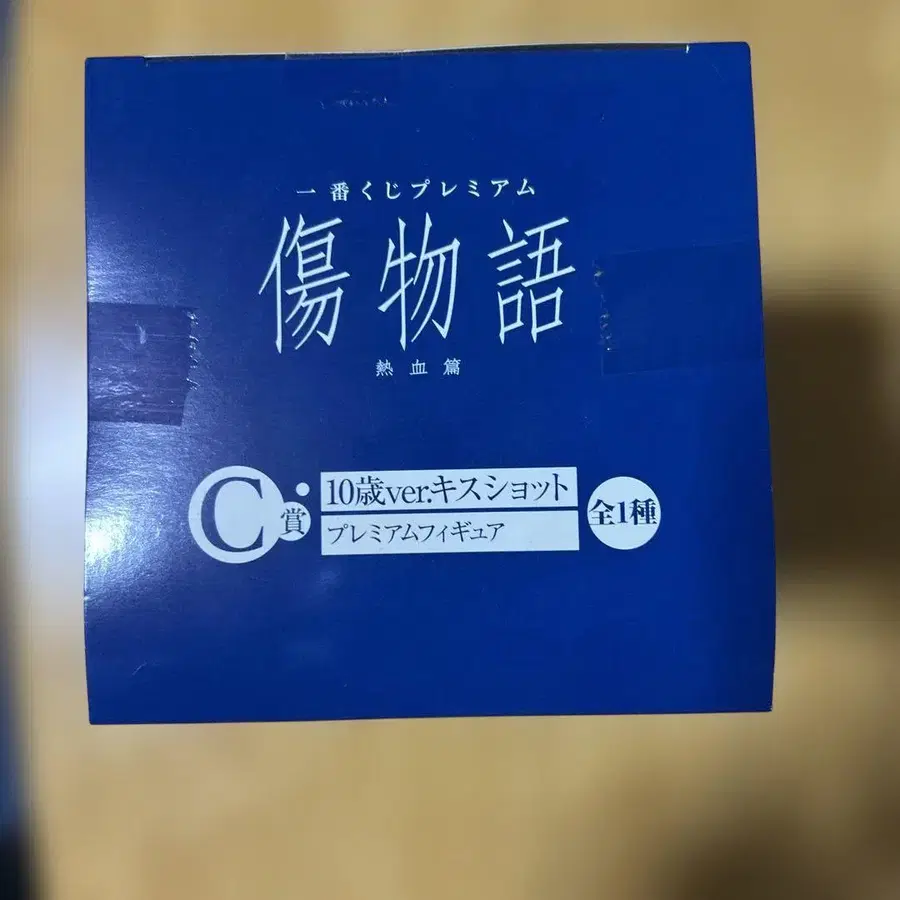 一番くじプレミアム
傷物語
熱血篇
C賞
10歳ver.キスショット
プレミアムフィギュア
全1種